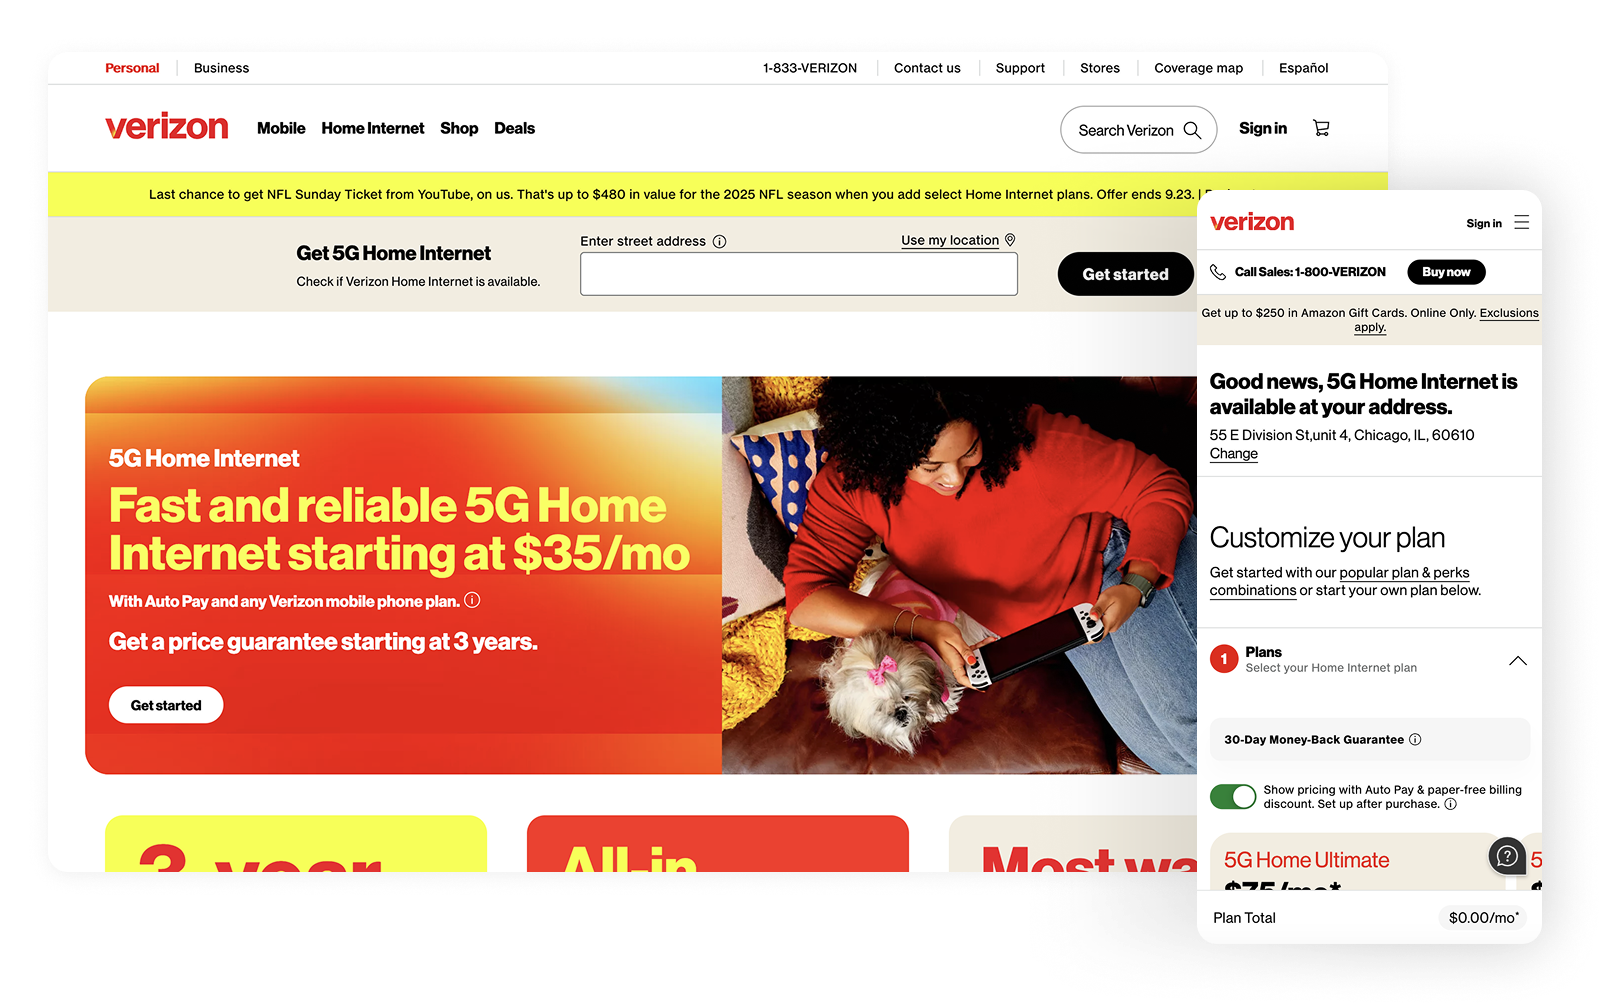 Personal
Business
1-833-VERIZON
Contact us
Support
Stores
Coverage map
Español
verizon
Mobile
Home Internet
Shop
Deals
Search Verizon
Sign in
Last chance to get NFL Sunday Ticket from YouTube, on us. That's up to $480 in value for the 2025 NFL season when you add select Home Internet plans. Offer ends 9.23. |
Get 5G Home Internet
Check if Verizon Home Internet is available.
Enter street address
Use my location
Get started
5G Home Internet
Fast and reliable 5G Home
Internet starting at $35/mo
With Auto Pay and any Verizon mobile phone plan.
Get a price guarantee starting at 3 years.
Get started
3-year
All-in
Most
verizon
Sign in
Call Sales: 1-800-VERIZON
Buy now
Get up to $250 in Amazon Gift Cards. Online Only. Exclusions
apply.
Good news, 5G Home Internet is
available at your address.
55 E Division St,unit 4, Chicago, IL, 60610
Change
Customize your plan
Get started with our popular plan & perks
combinations or start your own plan below.
1
Plans
Select your Home Internet plan
30-Day Money-Back Guarantee
Show pricing with Auto Pay & paper-free billing
discount. Set up after purchase.
5G Home Ultimate
5
$75/mo*
Plan Total
$0.00/mo*